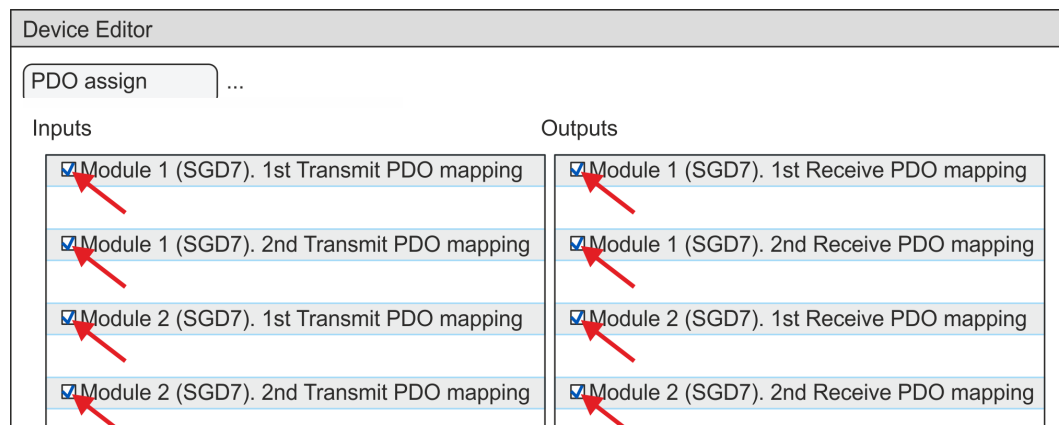 Device Editor
PDO assign ...
Inputs
Outputs
Module 1 (SGD7). 1st Transmit PDO mapping
Module 1 (SGD7). 2nd Transmit PDO mapping
Module 2 (SGD7). 1st Transmit PDO mapping
Module 2 (SGD7). 2nd Transmit PDO mapping
Module 1 (SGD7). 1st Receive PDO mapping
Module 1 (SGD7). 2nd Receive PDO mapping
Module 2 (SGD7). 1st Receive PDO mapping
Module 2 (SGD7). 2nd Receive PDO mapping